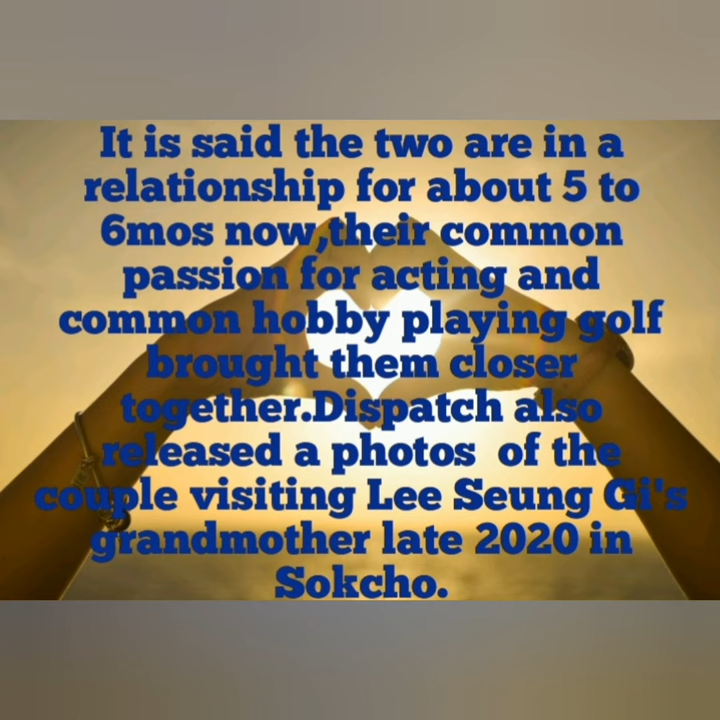 It is said the two are in a
relationship for about 5 to
6mos now,their common
passion for acting and
common hobby playing golf
brought them closer
together.Dispatch also
released a photos  of the
couple visiting Lee Seung Gi's
grandmother late 2020 in
Sokcho.